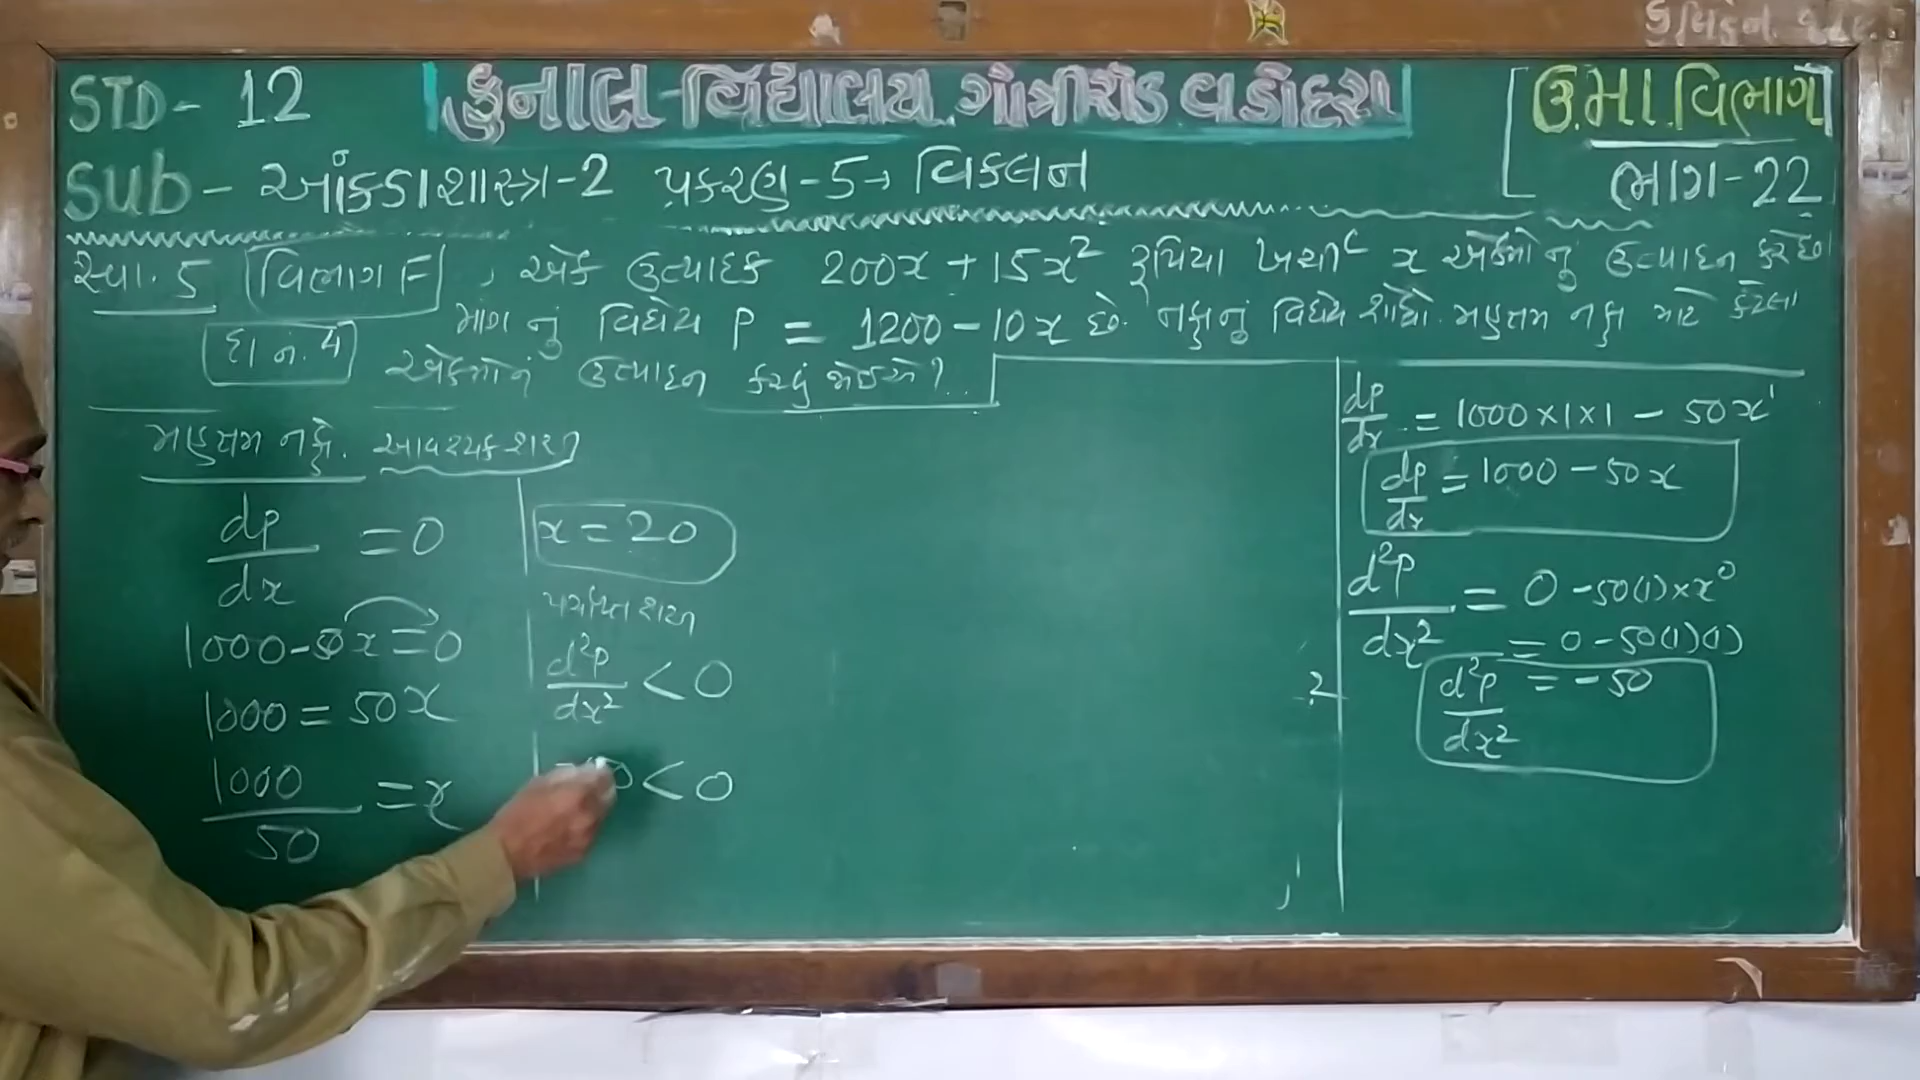 STD - 12
કુનાલ-વિદ્યાલય ગોત્રીરોડ વડોદરા
ઉ.મા. વિભાગ
SUB - આંકડાશાસ્ત્ર-2 પ્રકરણ-5→ વિકલન
ભાગ-22
સ્વા. 5 વિભાગ F , એક ઉત્પાદક 200x + 15x² રૂપિયા ખર્ચી x એકમો નું ઉત્પાદન કરે છે.
દા નં. 4 માંગ નું વિધેય P = 1200 - 10x છે. નફાનું વિધેય શોધો. મહત્તમ નફા માટે કેટલા
એકમોનું ઉત્પાદન કરવું જોઈએ?
મહત્તમ નફો. આવશ્યક શરત
dp/dx = 0
1000 - 50x = 0
1000 = 50x
1000/50 = x
x = 20
પર્યાપ્ત શરત
d²p/dx² < 0
< 0
dp/dx = 1000 × 1 × 1 - 50x¹
dp/dx = 1000 - 50x
d²p/dx² = 0 - 50(1) × x⁰
= 0 - 50(1)(1)
d²p/dx² = - 50